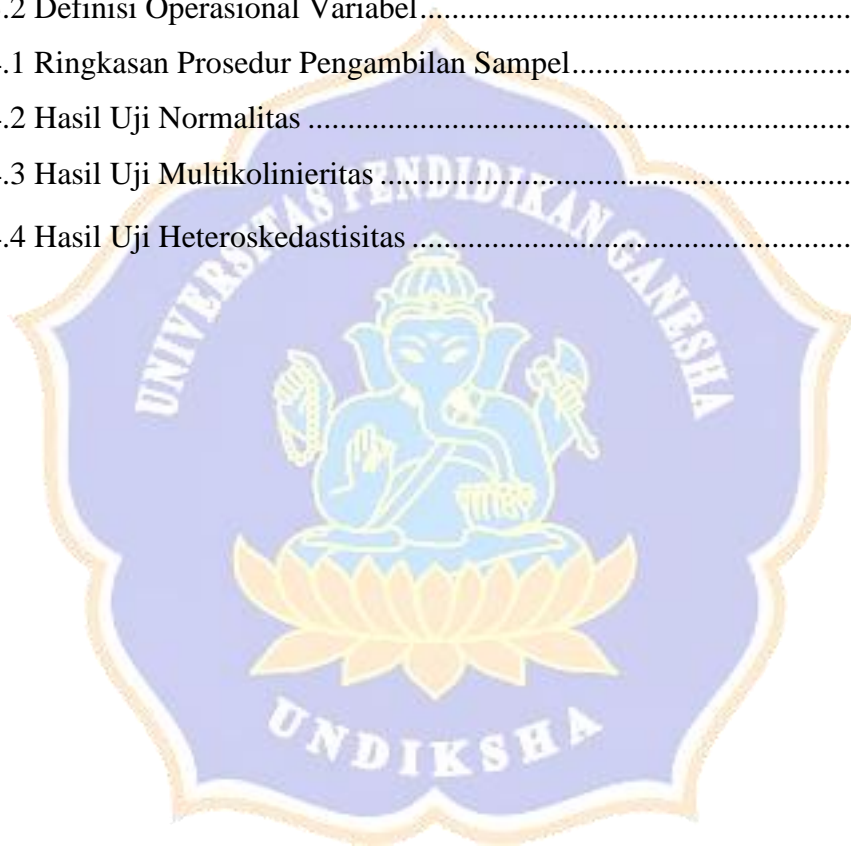 .2 Definisi Operasional Variabel....................................................
.1 Ringkasan Prosedur Pengambilan Sampel...................................
.2 Hasil Uji Normalitas ...................................................................
.3 Hasil Uji Multikolinieritas ..........................................................
.4 Hasil Uji Heteroskedastisitas ......................................................
UNIVERSITAS PENDIDIKAN GANESHA
UNDIKSHA